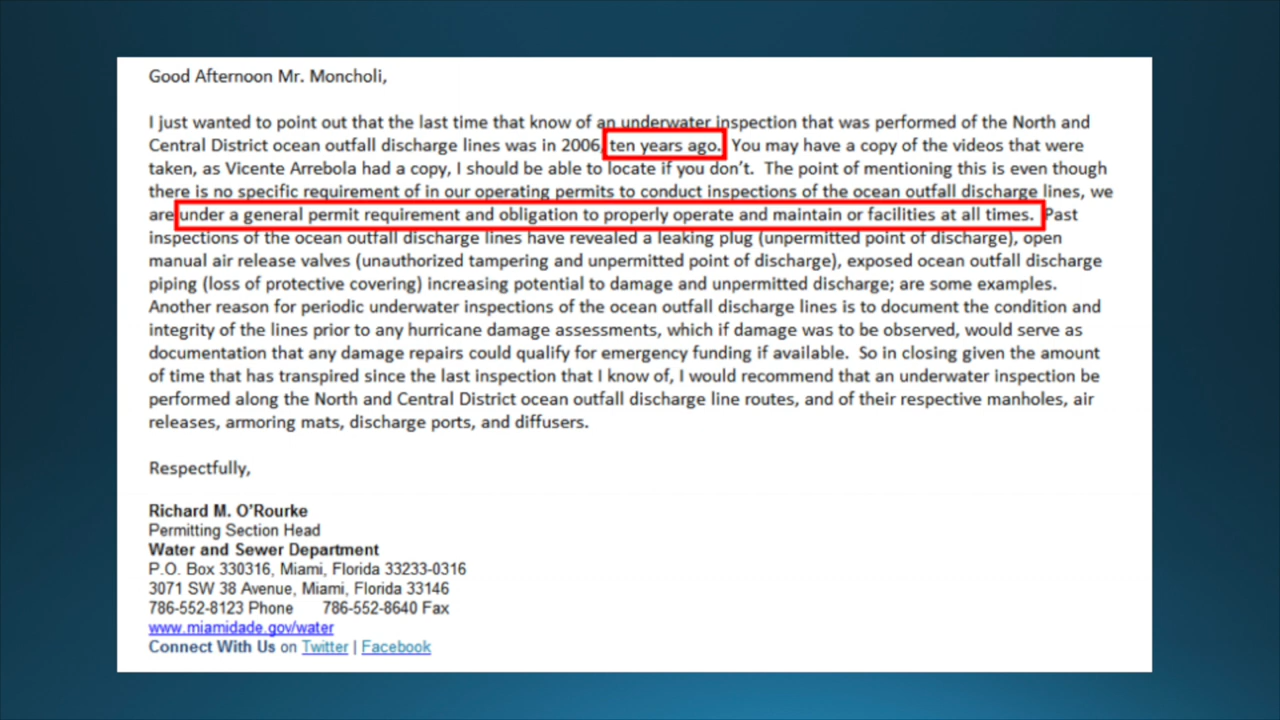 Good Afternoon Mr. Moncholi,
I just wanted to point out that the last time that know of an underwater inspection that was performed of the North and
Central District ocean outfall discharge lines was in 2006, ten years ago. You may have a copy of the videos that were
taken, as Vicente Arrebola had a copy, I should be able to locate if you don't. The point of mentioning this is even though
there is no specific requirement of in our operating permits to conduct inspections of the ocean outfall discharge lines, we
are under a general permit requirement and obligation to properly operate and maintain or facilities at all times. Past
inspections of the ocean outfall discharge lines have revealed a leaking plug (unpermitted point of discharge), open
manual air release valves (unauthorized tampering and unpermitted point of discharge), exposed ocean outfall discharge
piping (loss of protective covering) increasing potential to damage and unpermitted discharge; are some examples.
Another reason for periodic underwater inspections of the ocean outfall discharge lines is to document the condition and
integrity of the lines prior to any hurricane damage assessments, which if damage was to be observed, would serve as
documentation that any damage repairs could qualify for emergency funding if available. So in closing given the amount
of time that has transpired since the last inspection that I know of, I would recommend that an underwater inspection be
performed along the North and Central District ocean outfall discharge line routes, and of their respective manholes, air
releases, armoring mats, discharge ports, and diffusers.
Respectfully,
Richard M. O'Rourke
Permitting Section Head
Water and Sewer Department
P.O. Box 330316, Miami, Florida 33233-0316
3071 SW 38 Avenue, Miami, Florida 33146
786-552-8123 Phone 786-552-8640 Fax
www.miamidade.gov/water
Connect With Us on Twitter | Facebook